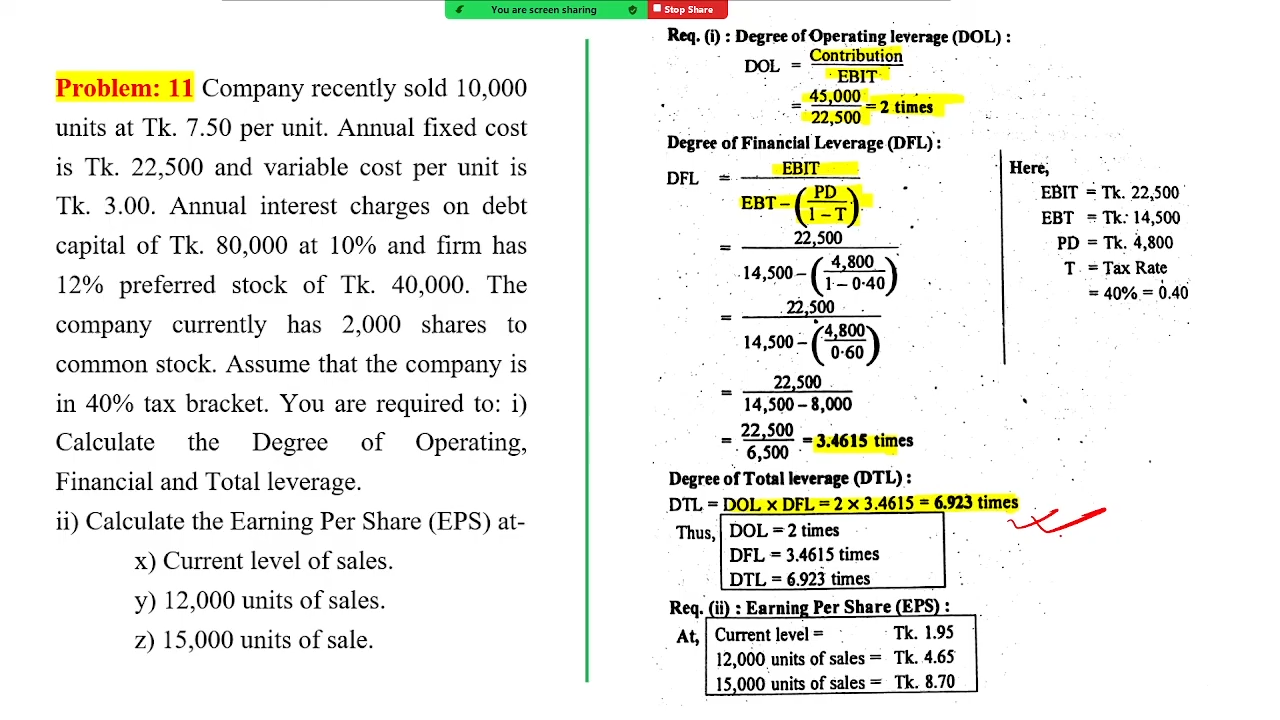 You are screen sharing
Stop Share
Problem: 11 Company recently sold 10,000
units at Tk. 7.50 per unit. Annual fixed cost
is Tk. 22,500 and variable cost per unit is
Tk. 3.00. Annual interest charges on debt
capital of Tk. 80,000 at 10% and firm has
12% preferred stock of Tk. 40,000. The
company currently has 2,000 shares to
common stock. Assume that the company is
in 40% tax bracket. You are required to: i)
Calculate the Degree of Operating,
Financial and Total leverage.
ii) Calculate the Earning Per Share (EPS) at-
x) Current level of sales.
y) 12,000 units of sales.
z) 15,000 units of sale.
Req. (i) : Degree of Operating leverage (DOL) :
DOL = Contribution
EBIT
= 45,000
22,500 = 2 times
Degree of Financial Leverage (DFL) :
DFL = EBIT
EBT – (PD
1 – T)
= 22,500
14,500 – (4,800
1 – 0·40)
= 22,500
14,500 – (4,800
0·60)
= 22,500
14,500 – 8,000
= 22,500
6,500 = 3.4615 times
Here,
EBIT = Tk. 22,500
EBT = Tk. 14,500
PD = Tk. 4,800
T = Tax Rate
= 40% = 0.40
Degree of Total leverage (DTL) :
DTL = DOL × DFL = 2 × 3.4615 = 6.923 times
Thus, DOL = 2 times
DFL = 3.4615 times
DTL = 6.923 times
Req. (ii) : Earning Per Share (EPS) :
At, Current level = Tk. 1.95
12,000 units of sales = Tk. 4.65
15,000 units of sales = Tk. 8.70